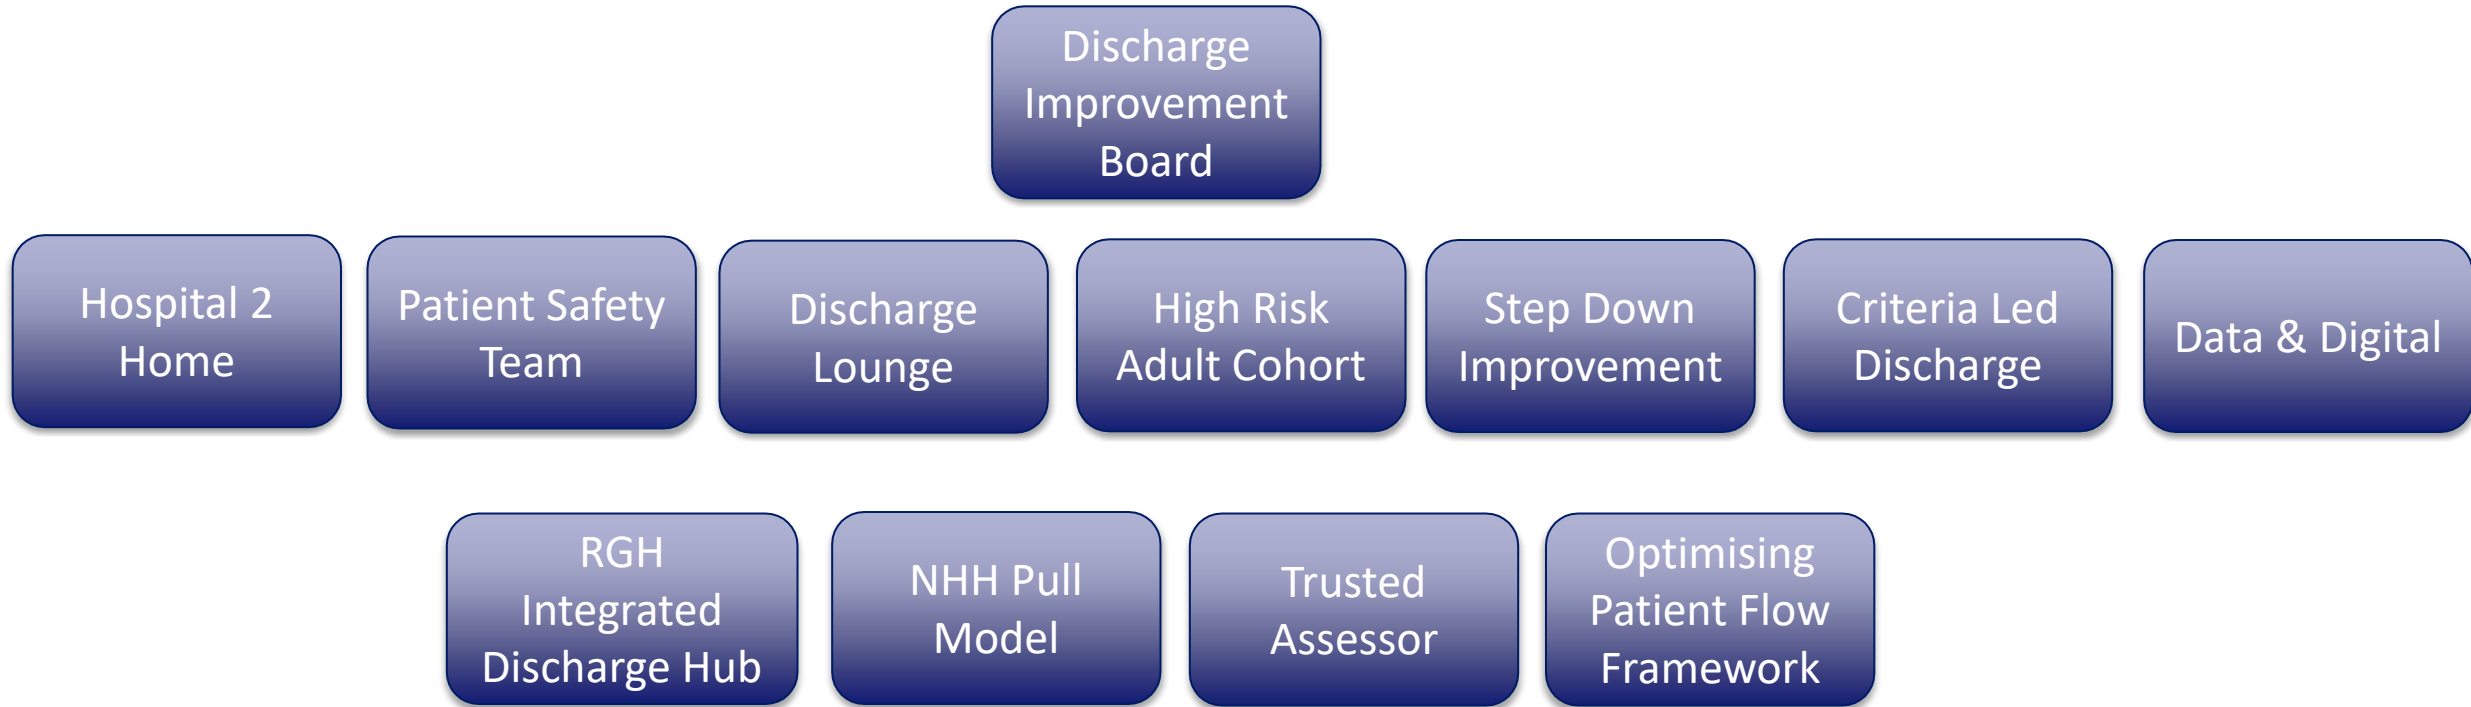 Discharge
Improvement
Board
Hospital 2
Home
Patient Safety
Team
Discharge
Lounge
High Risk
Adult Cohort
Step Down
Improvement
Criteria Led
Discharge
Data & Digital
RGH
Integrated
Discharge Hub
NHH Pull
Model
Trusted
Assessor
Optimising
Patient Flow
Framework